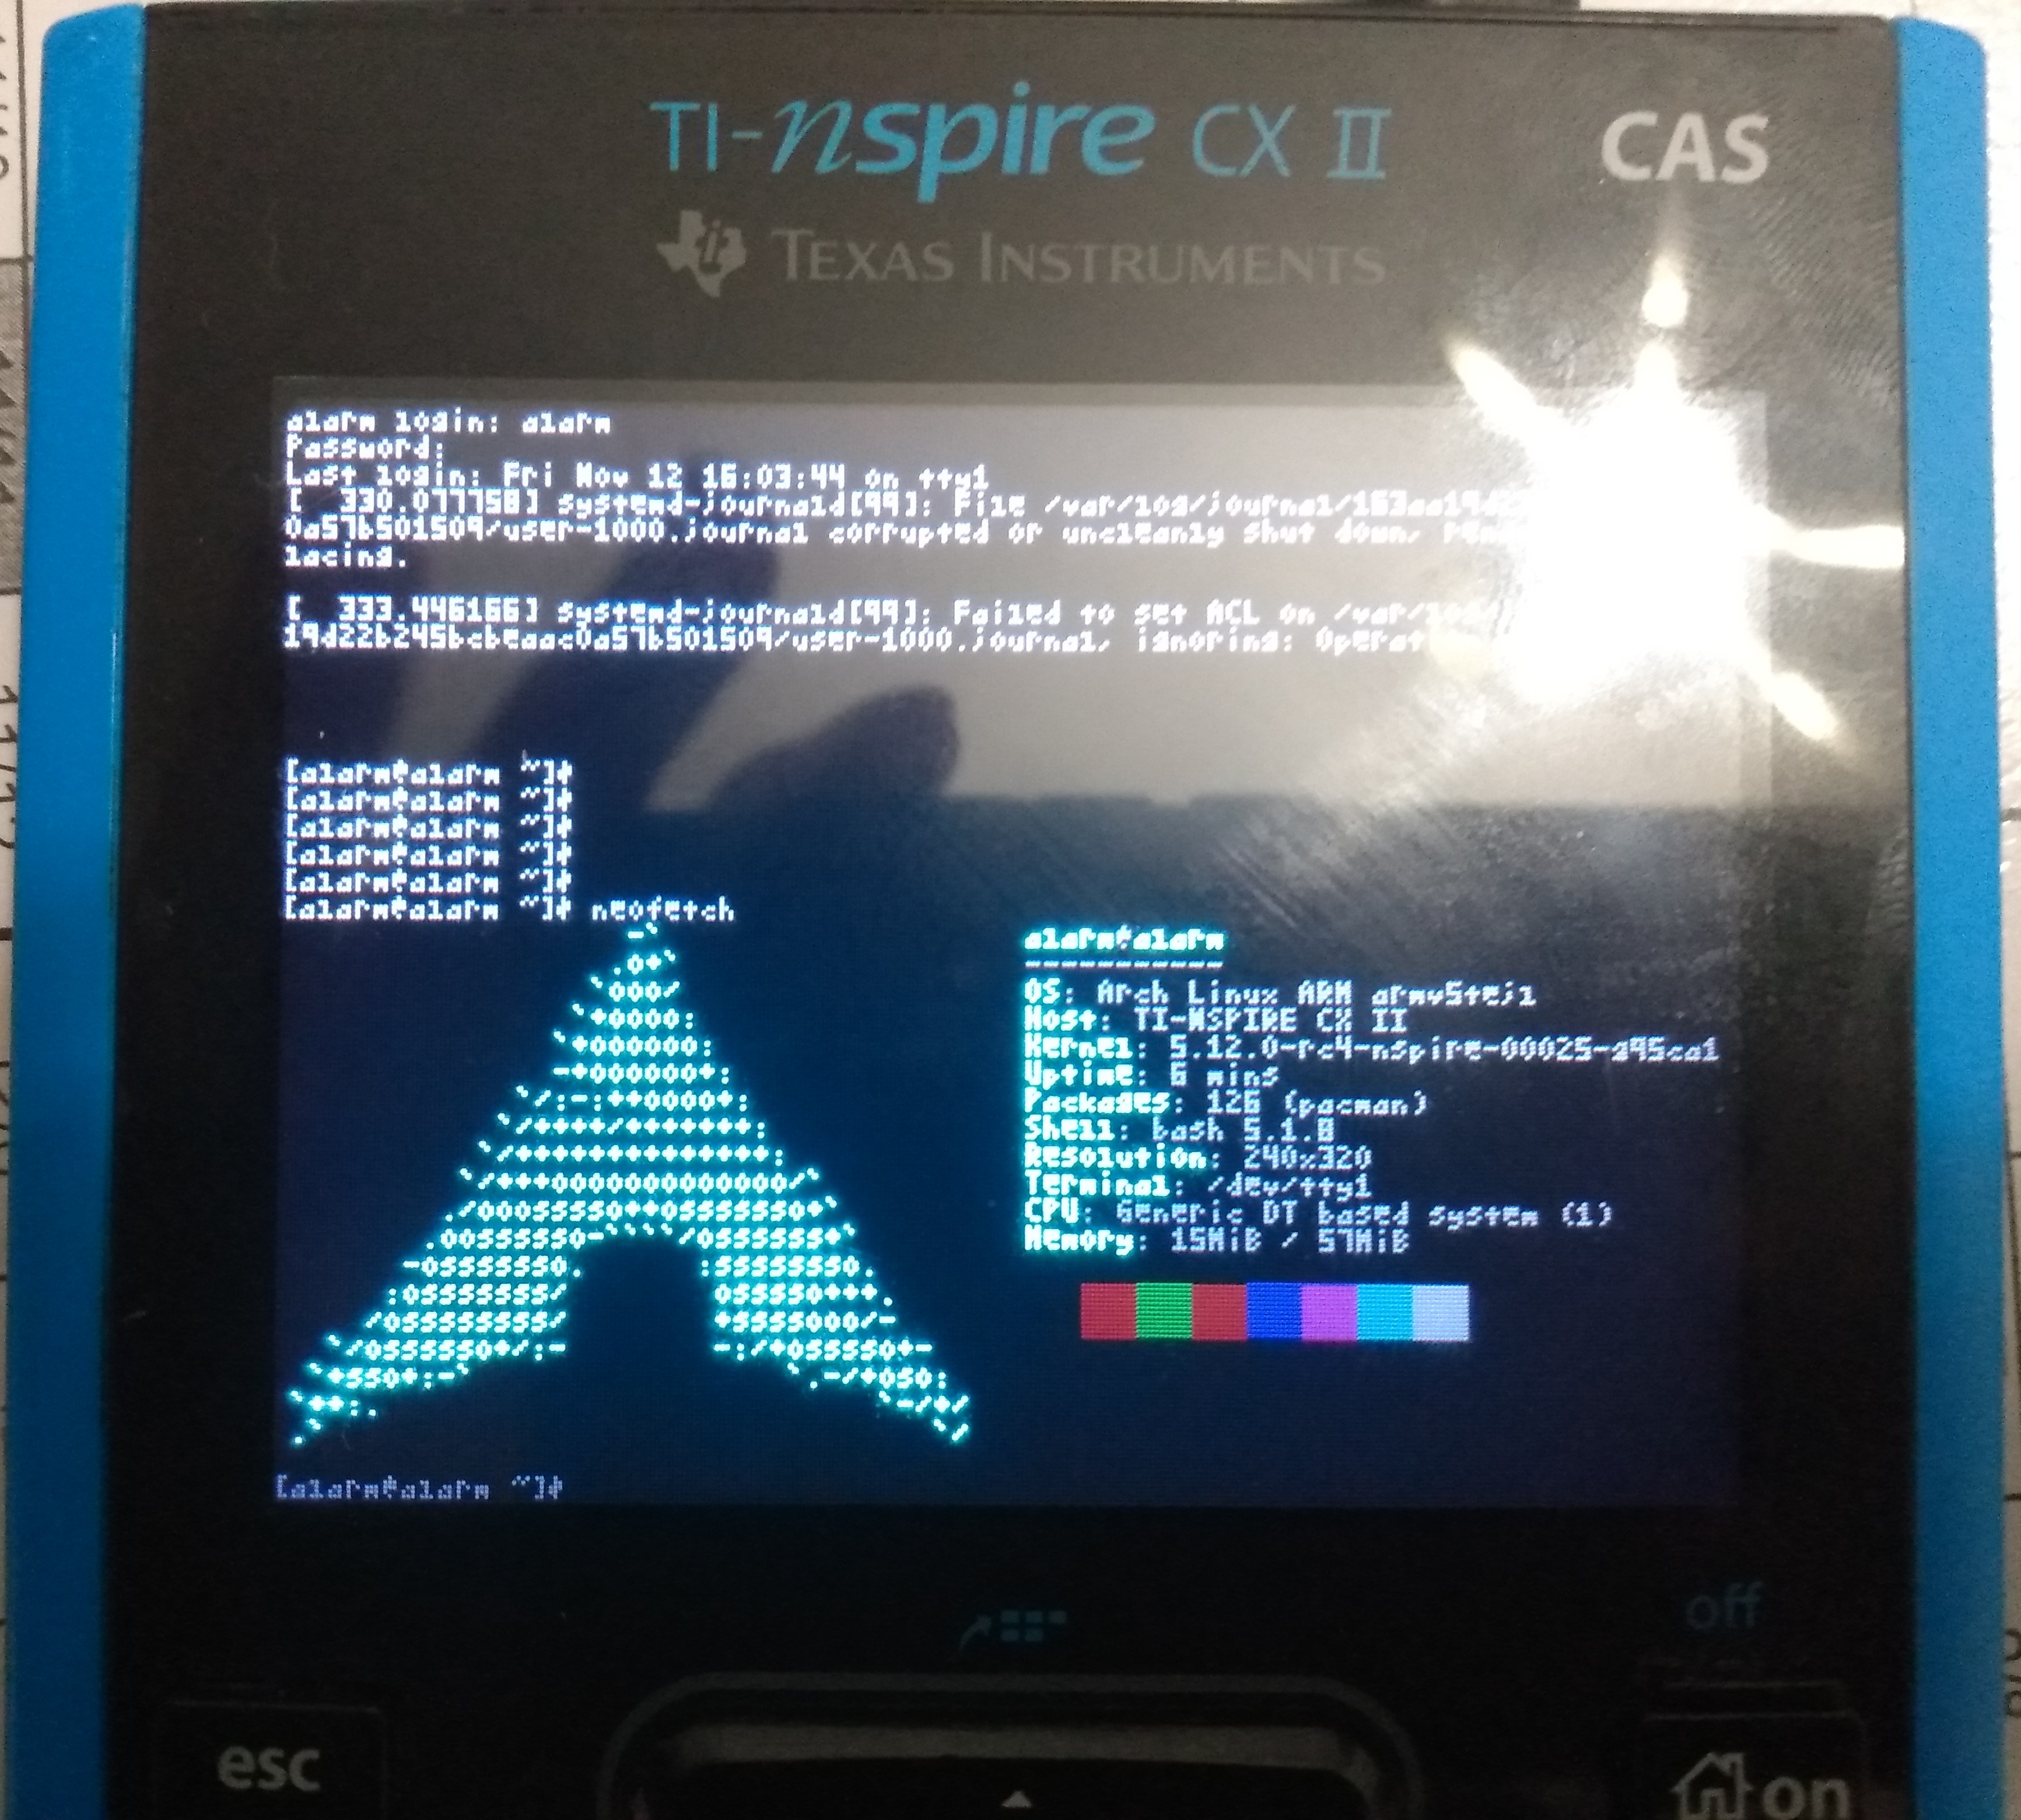 TI-nspire CX II CAS
TEXAS INSTRUMENTS
alarm login: alarm
Password:
Last login: Fri Nov 12 16:03:44 on tty1
[  330.077758] systemd-journald[99]: File /var/log/journal/163aa19d2
0a57b501509/user-1000.journal corrupted or uncleanly shut down,
lacing.
[  333.446166] systemd-journald[99]: Failed to set ACL on /var/log/
19d22b245bcbeaac0a57b501509/user-1000.journal, ignoring:
[alarm@alarm ~]$
[alarm@alarm ~]$
[alarm@alarm ~]$
[alarm@alarm ~]$
[alarm@alarm ~]$
[alarm@alarm ~]$ neofetch
alarm@alarm
-----------
OS: Arch Linux ARM armv5tejl
Host: TI-NSPIRE CX II
Kernel: 5.12.0-rc4-nspire-00025-a95ca1
Uptime: 6 mins
Packages: 126 (pacman)
Shell: bash 5.1.8
Resolution: 240x320
Terminal: /dev/tty1
CPU: Generic DT based system (1)
Memory: 15MiB / 57MiB
[alarm@alarm ~]$
off
esc
on